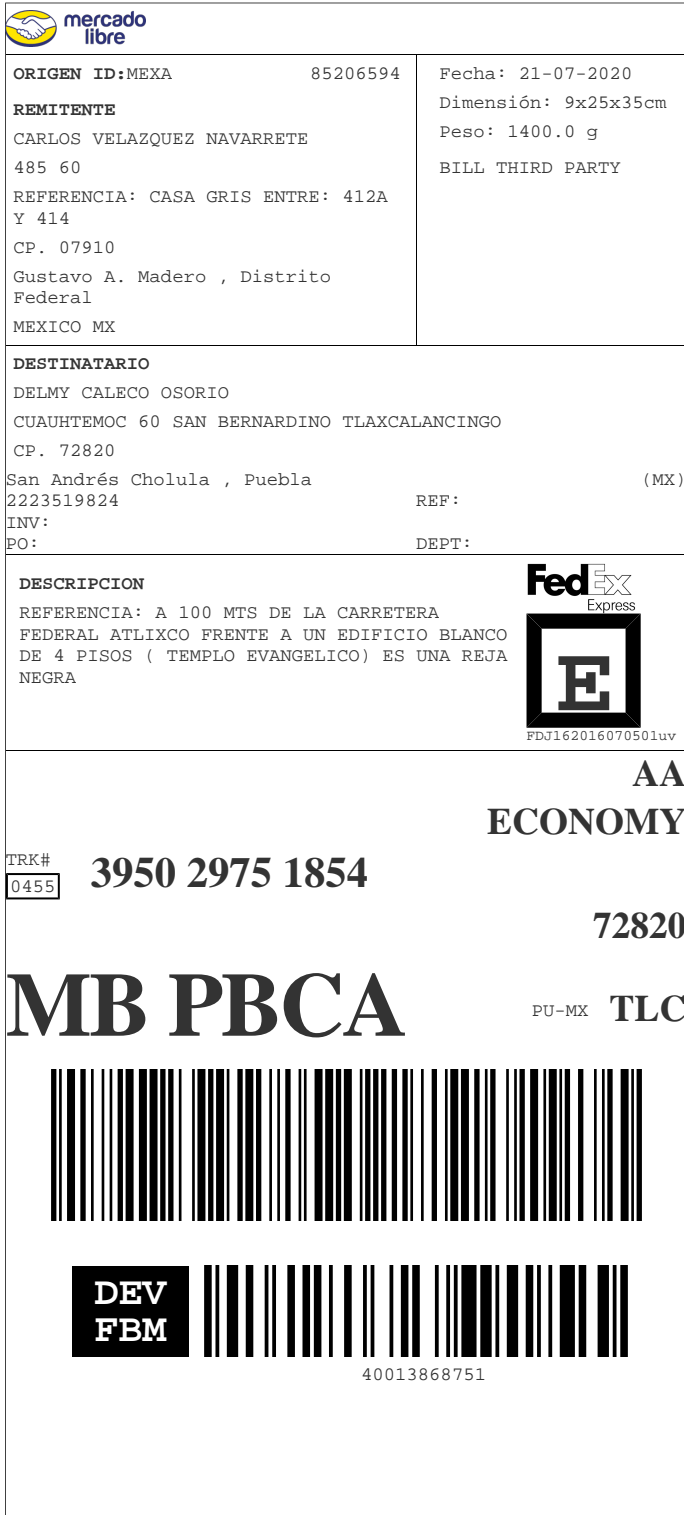 mercado
libre
ORIGEN ID:MEXA 85206594
REMITENTE
CARLOS VELAZQUEZ NAVARRETE
485 60
REFERENCIA: CASA GRIS ENTRE: 412A
Y 414
CP. 07910
Gustavo A. Madero , Distrito
Federal
MEXICO MX
Fecha: 21-07-2020
Dimensión: 9x25x35cm
Peso: 1400.0 g
BILL THIRD PARTY
DESTINATARIO
DELMY CALECO OSORIO
CUAUHTEMOC 60 SAN BERNARDINO TLAXCALANCINGO
CP. 72820
San Andrés Cholula , Puebla (MX)
2223519824 REF:
INV:
PO: DEPT:
DESCRIPCION
REFERENCIA: A 100 MTS DE LA CARRETERA
FEDERAL ATLIXCO FRENTE A UN EDIFICIO BLANCO
DE 4 PISOS ( TEMPLO EVANGELICO) ES UNA REJA
NEGRA
FedEx
Express
E
FDJ162016070501uv
AA
ECONOMY
TRK#
0455 3950 2975 1854
72820
MB PBCA PU-MX TLC
DEV
FBM
40013868751